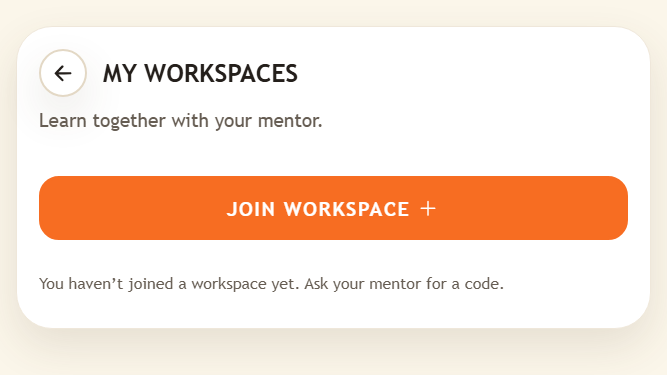 MY WORKSPACES
Learn together with your mentor.
JOIN WORKSPACE +
You haven’t joined a workspace yet. Ask your mentor for a code.